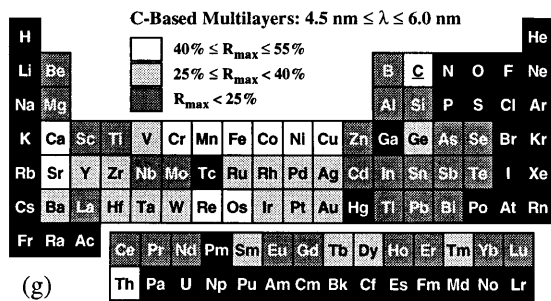 C-Based Multilayers: 4.5 nm ≤ λ ≤ 6.0 nm
40% ≤ Rmax ≤ 55%
25% ≤ Rmax < 40%
Rmax < 25%
H He
Li Be B C N O F Ne
Na Mg Al Si P S Cl Ar
K Ca Sc Ti V Cr Mn Fe Co Ni Cu Zn Ga Ge As Se Br Kr
Rb Sr Y Zr Nb Mo Tc Ru Rh Pd Ag Cd In Sn Sb Te I Xe
Cs Ba La Hf Ta W Re Os Ir Pt Au Hg Tl Pb Bi Po At Rn
Fr Ra Ac
Ce Pr Nd Pm Sm Eu Gd Tb Dy Ho Er Tm Yb Lu
Th Pa U Np Pu Am Cm Bk Cf Es Fm Md No Lr
(g)